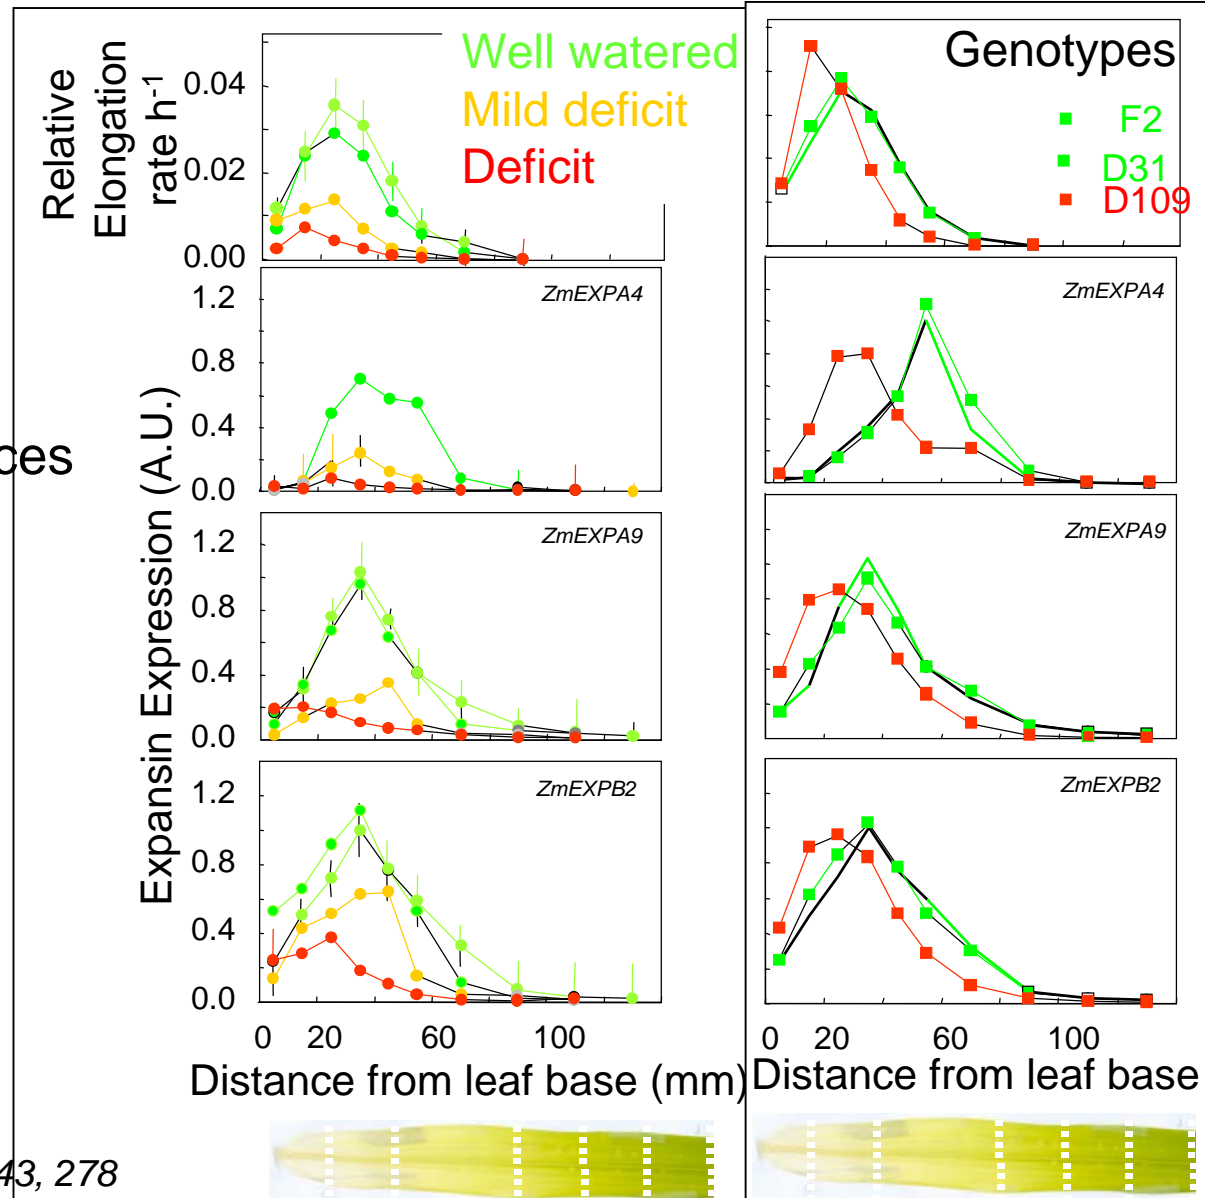 Relative
Elongation
rate h-1
0.04
0.02
0.00
Well watered
Mild deficit
Deficit
Genotypes
F2
D31
D109
Expansin Expression (A.U.)
ZmEXPA4
1.2
0.8
0.4
0.0
ZmEXPA4
ces
ZmEXPA9
1.2
0.8
0.4
0.0
ZmEXPA9
ZmEXPB2
1.2
0.8
0.4
0.0
ZmEXPB2
0 20 60 100
0 20 60 100
Distance from leaf base (mm)
Distance from leaf base
43, 278